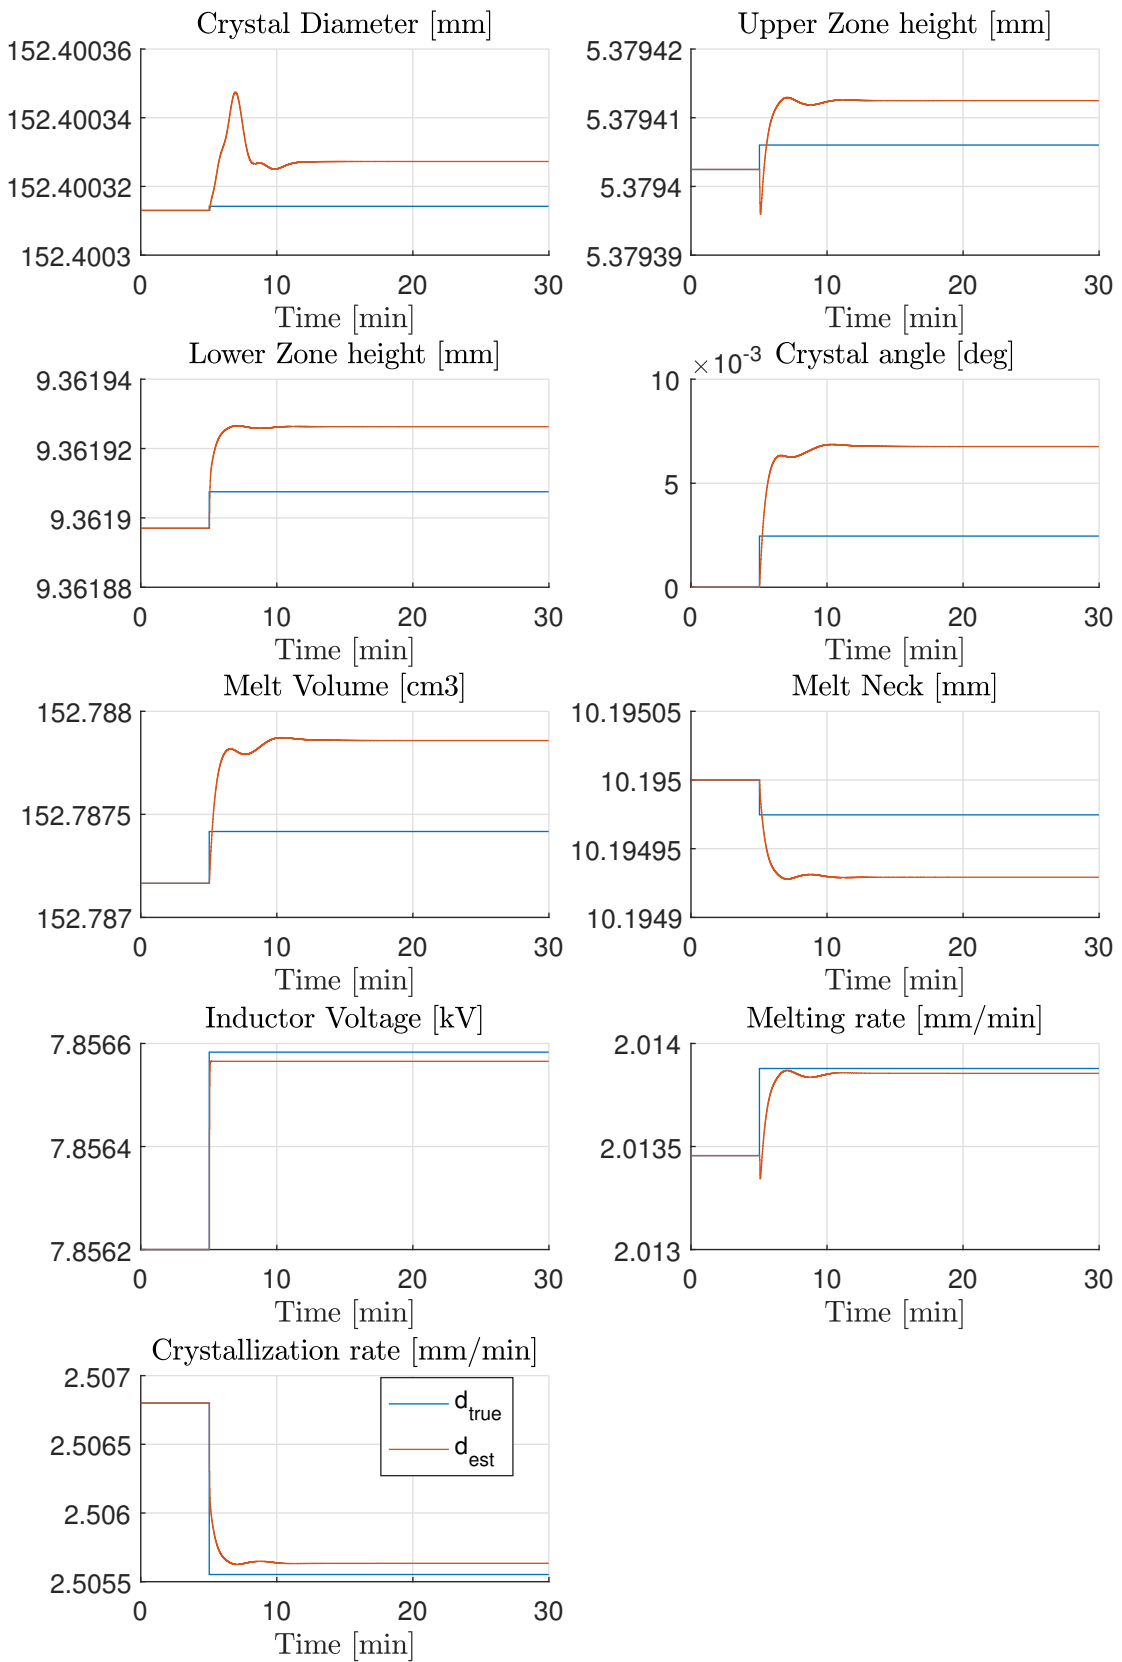 Crystal Diameter [mm]
152.40036
152.40034
152.40032
152.4003
0 10 20 30
Time [min]
Upper Zone height [mm]
5.37942
5.37941
5.3794
5.37939
0 10 20 30
Time [min]
Lower Zone height [mm]
9.36194
9.36192
9.3619
9.36188
0 10 20 30
Time [min]
×10-3 Crystal angle [deg]
10
5
0
0 10 20 30
Time [min]
Melt Volume [cm3]
152.788
152.7875
152.787
0 10 20 30
Time [min]
Melt Neck [mm]
10.19505
10.195
10.19495
10.1949
0 10 20 30
Time [min]
Inductor Voltage [kV]
7.8566
7.8564
7.8562
0 10 20 30
Time [min]
Melting rate [mm/min]
2.014
2.0135
2.013
0 10 20 30
Time [min]
Crystallization rate [mm/min]
2.507
2.5065
2.506
2.5055
0 10 20 30
Time [min]
dtrue
dest